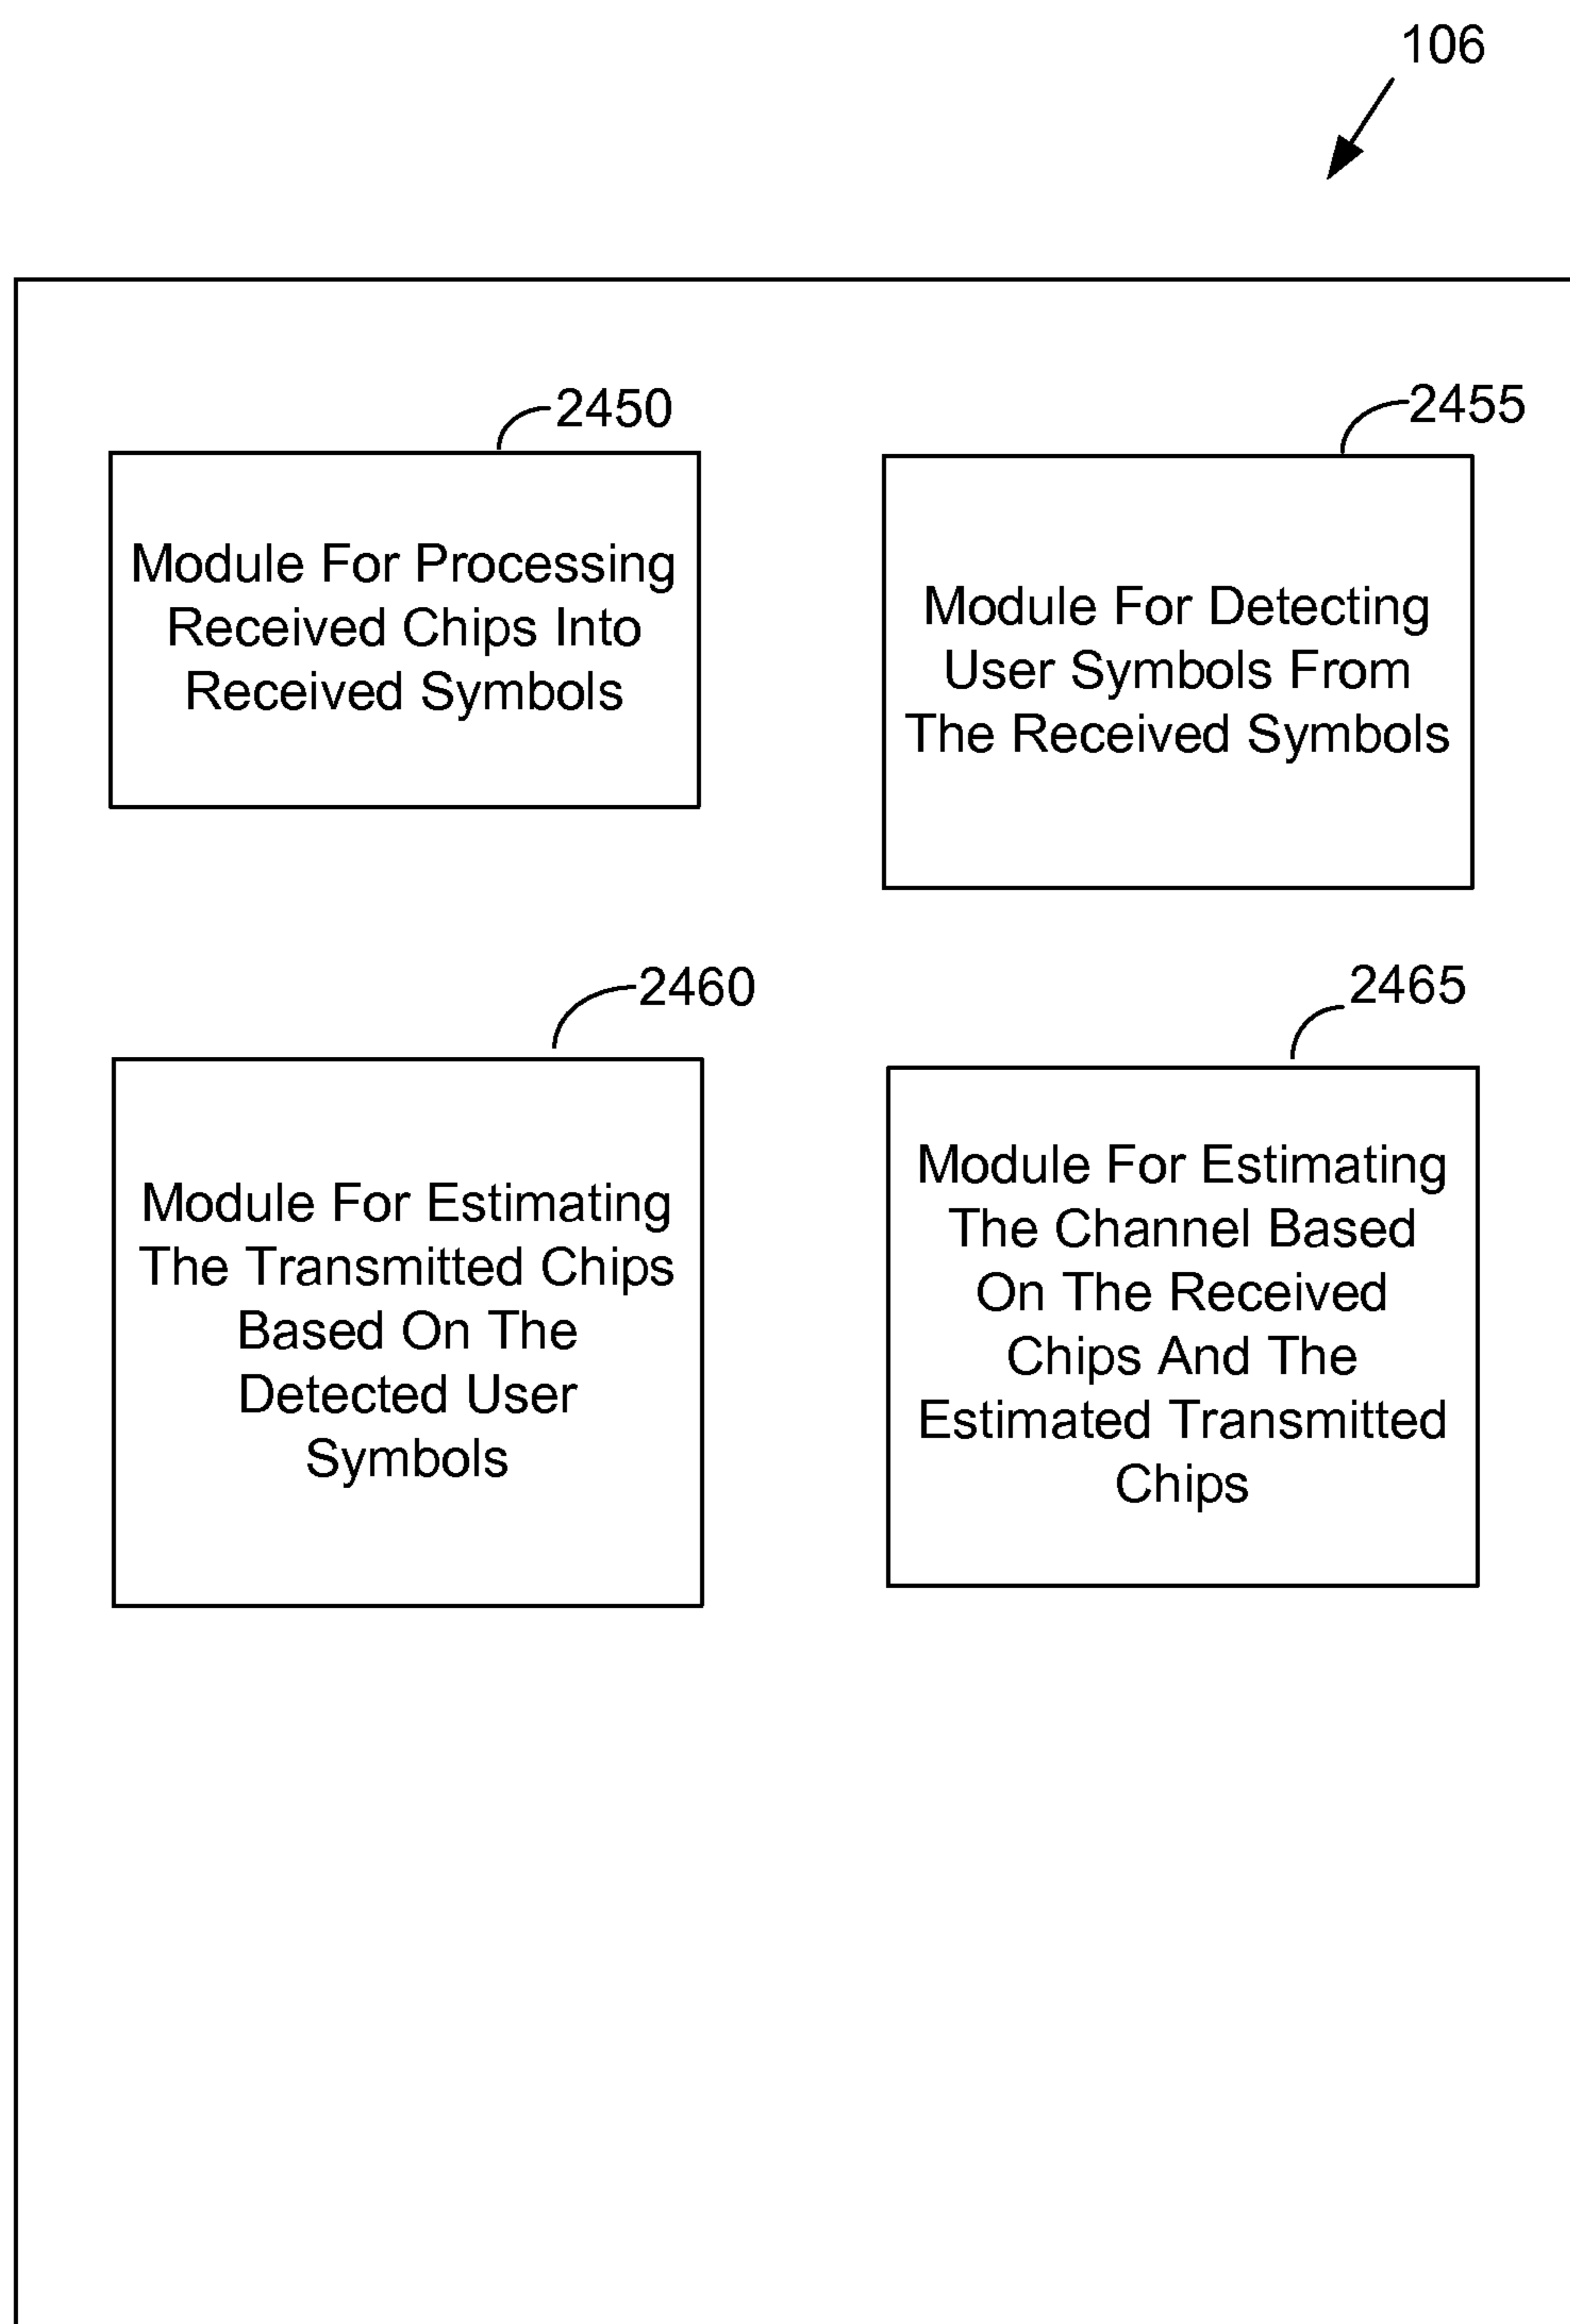 106
2450
Module For Processing
Received Chips Into
Received Symbols
2455
Module For Detecting
User Symbols From
The Received Symbols
2460
Module For Estimating
The Transmitted Chips
Based On The
Detected User
Symbols
2465
Module For Estimating
The Channel Based
On The Received
Chips And The
Estimated Transmitted
Chips